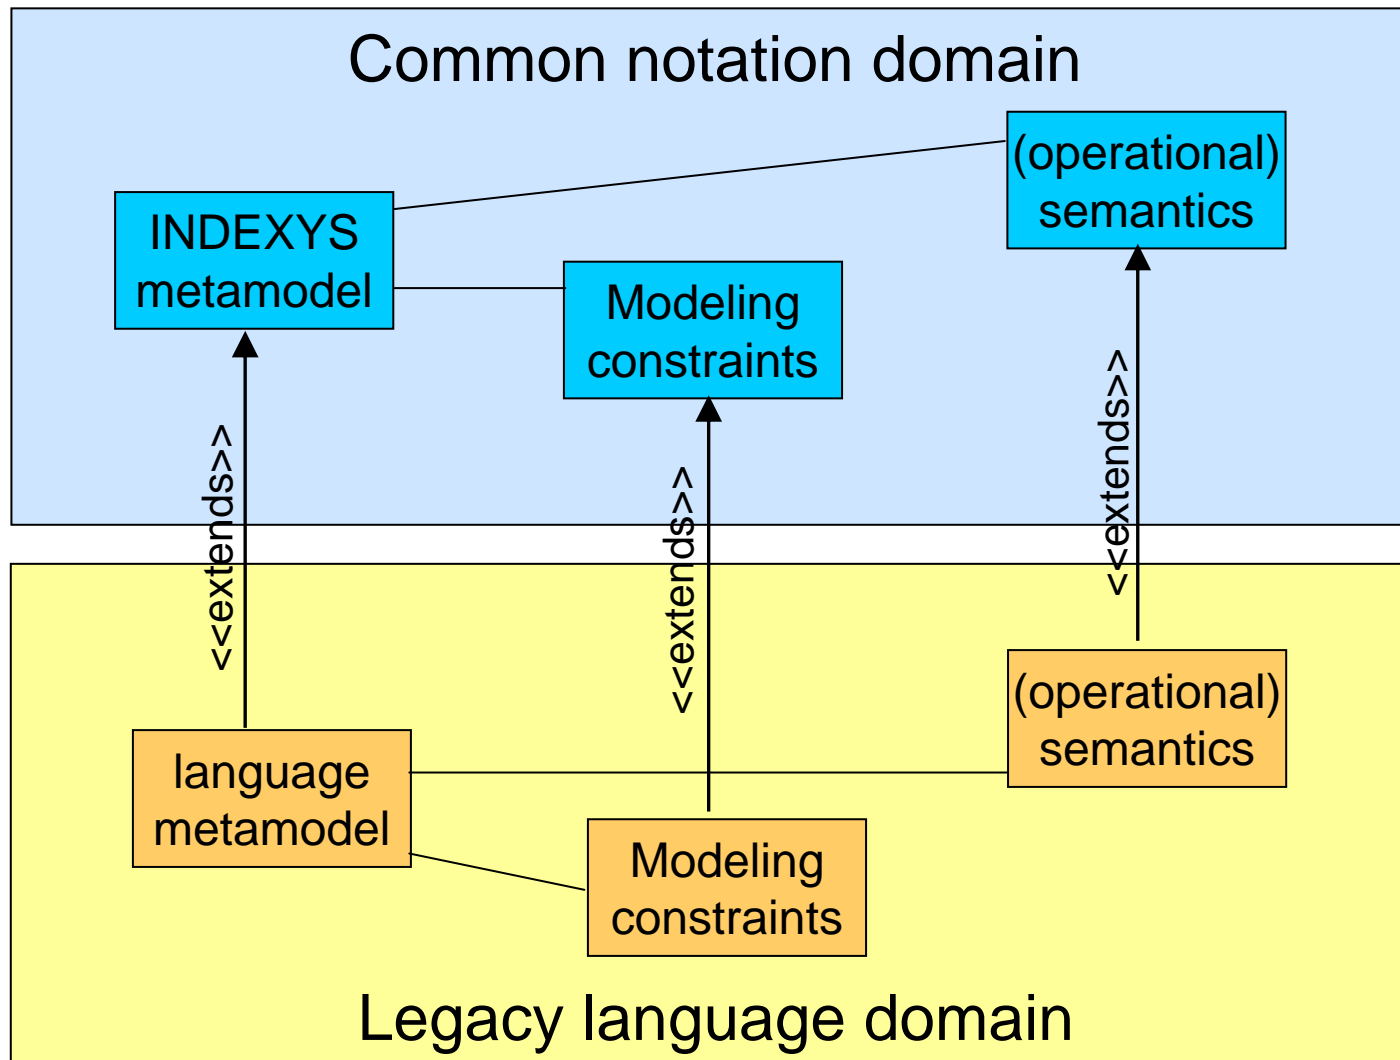 Common notation domain
(operational)
semantics
INDEXYS
metamodel
Modeling
constraints
<<extends>>
<<extends>>
<<extends>>
(operational)
semantics
language
metamodel
Modeling
constraints
Legacy language domain